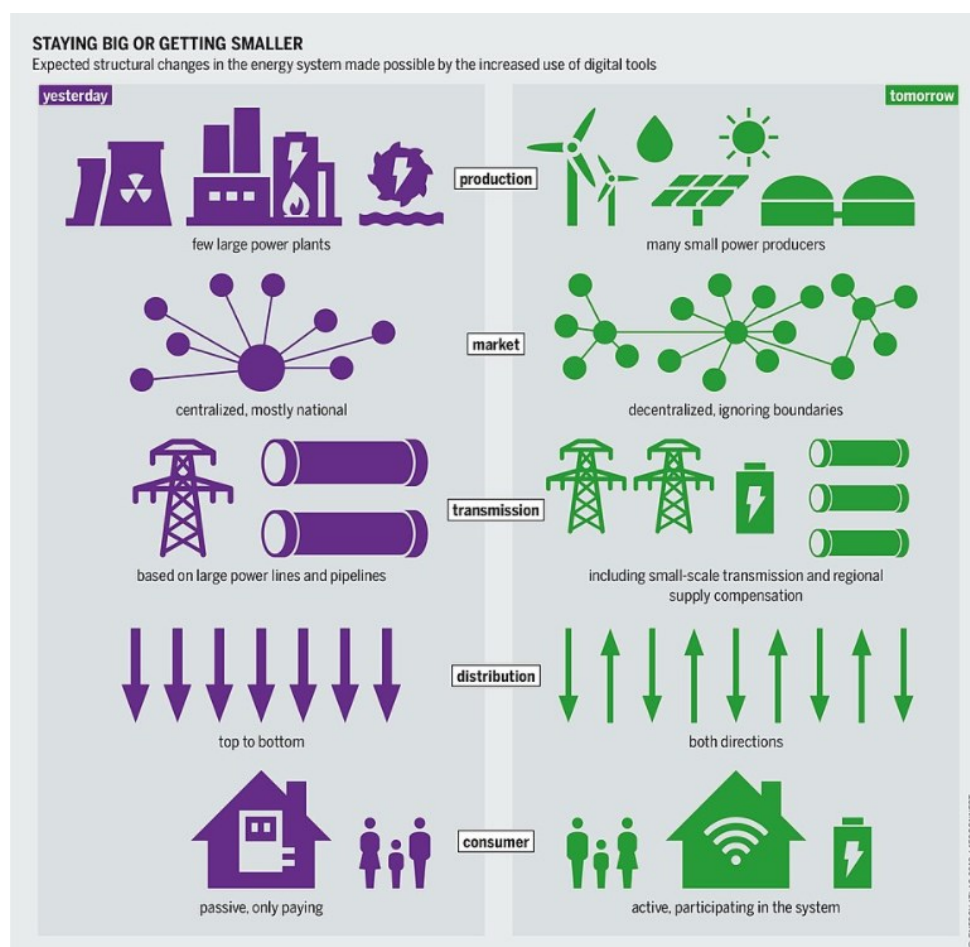 STAYING BIG OR GETTING SMALLER
Expected structural changes in the energy system made possible by the increased use of digital tools
yesterday
tomorrow
production
few large power plants
many small power producers
market
centralized, mostly national
decentralized, ignoring boundaries
transmission
based on large power lines and pipelines
including small-scale transmission and regional
supply compensation
distribution
top to bottom
both directions
consumer
passive, only paying
active, participating in the system